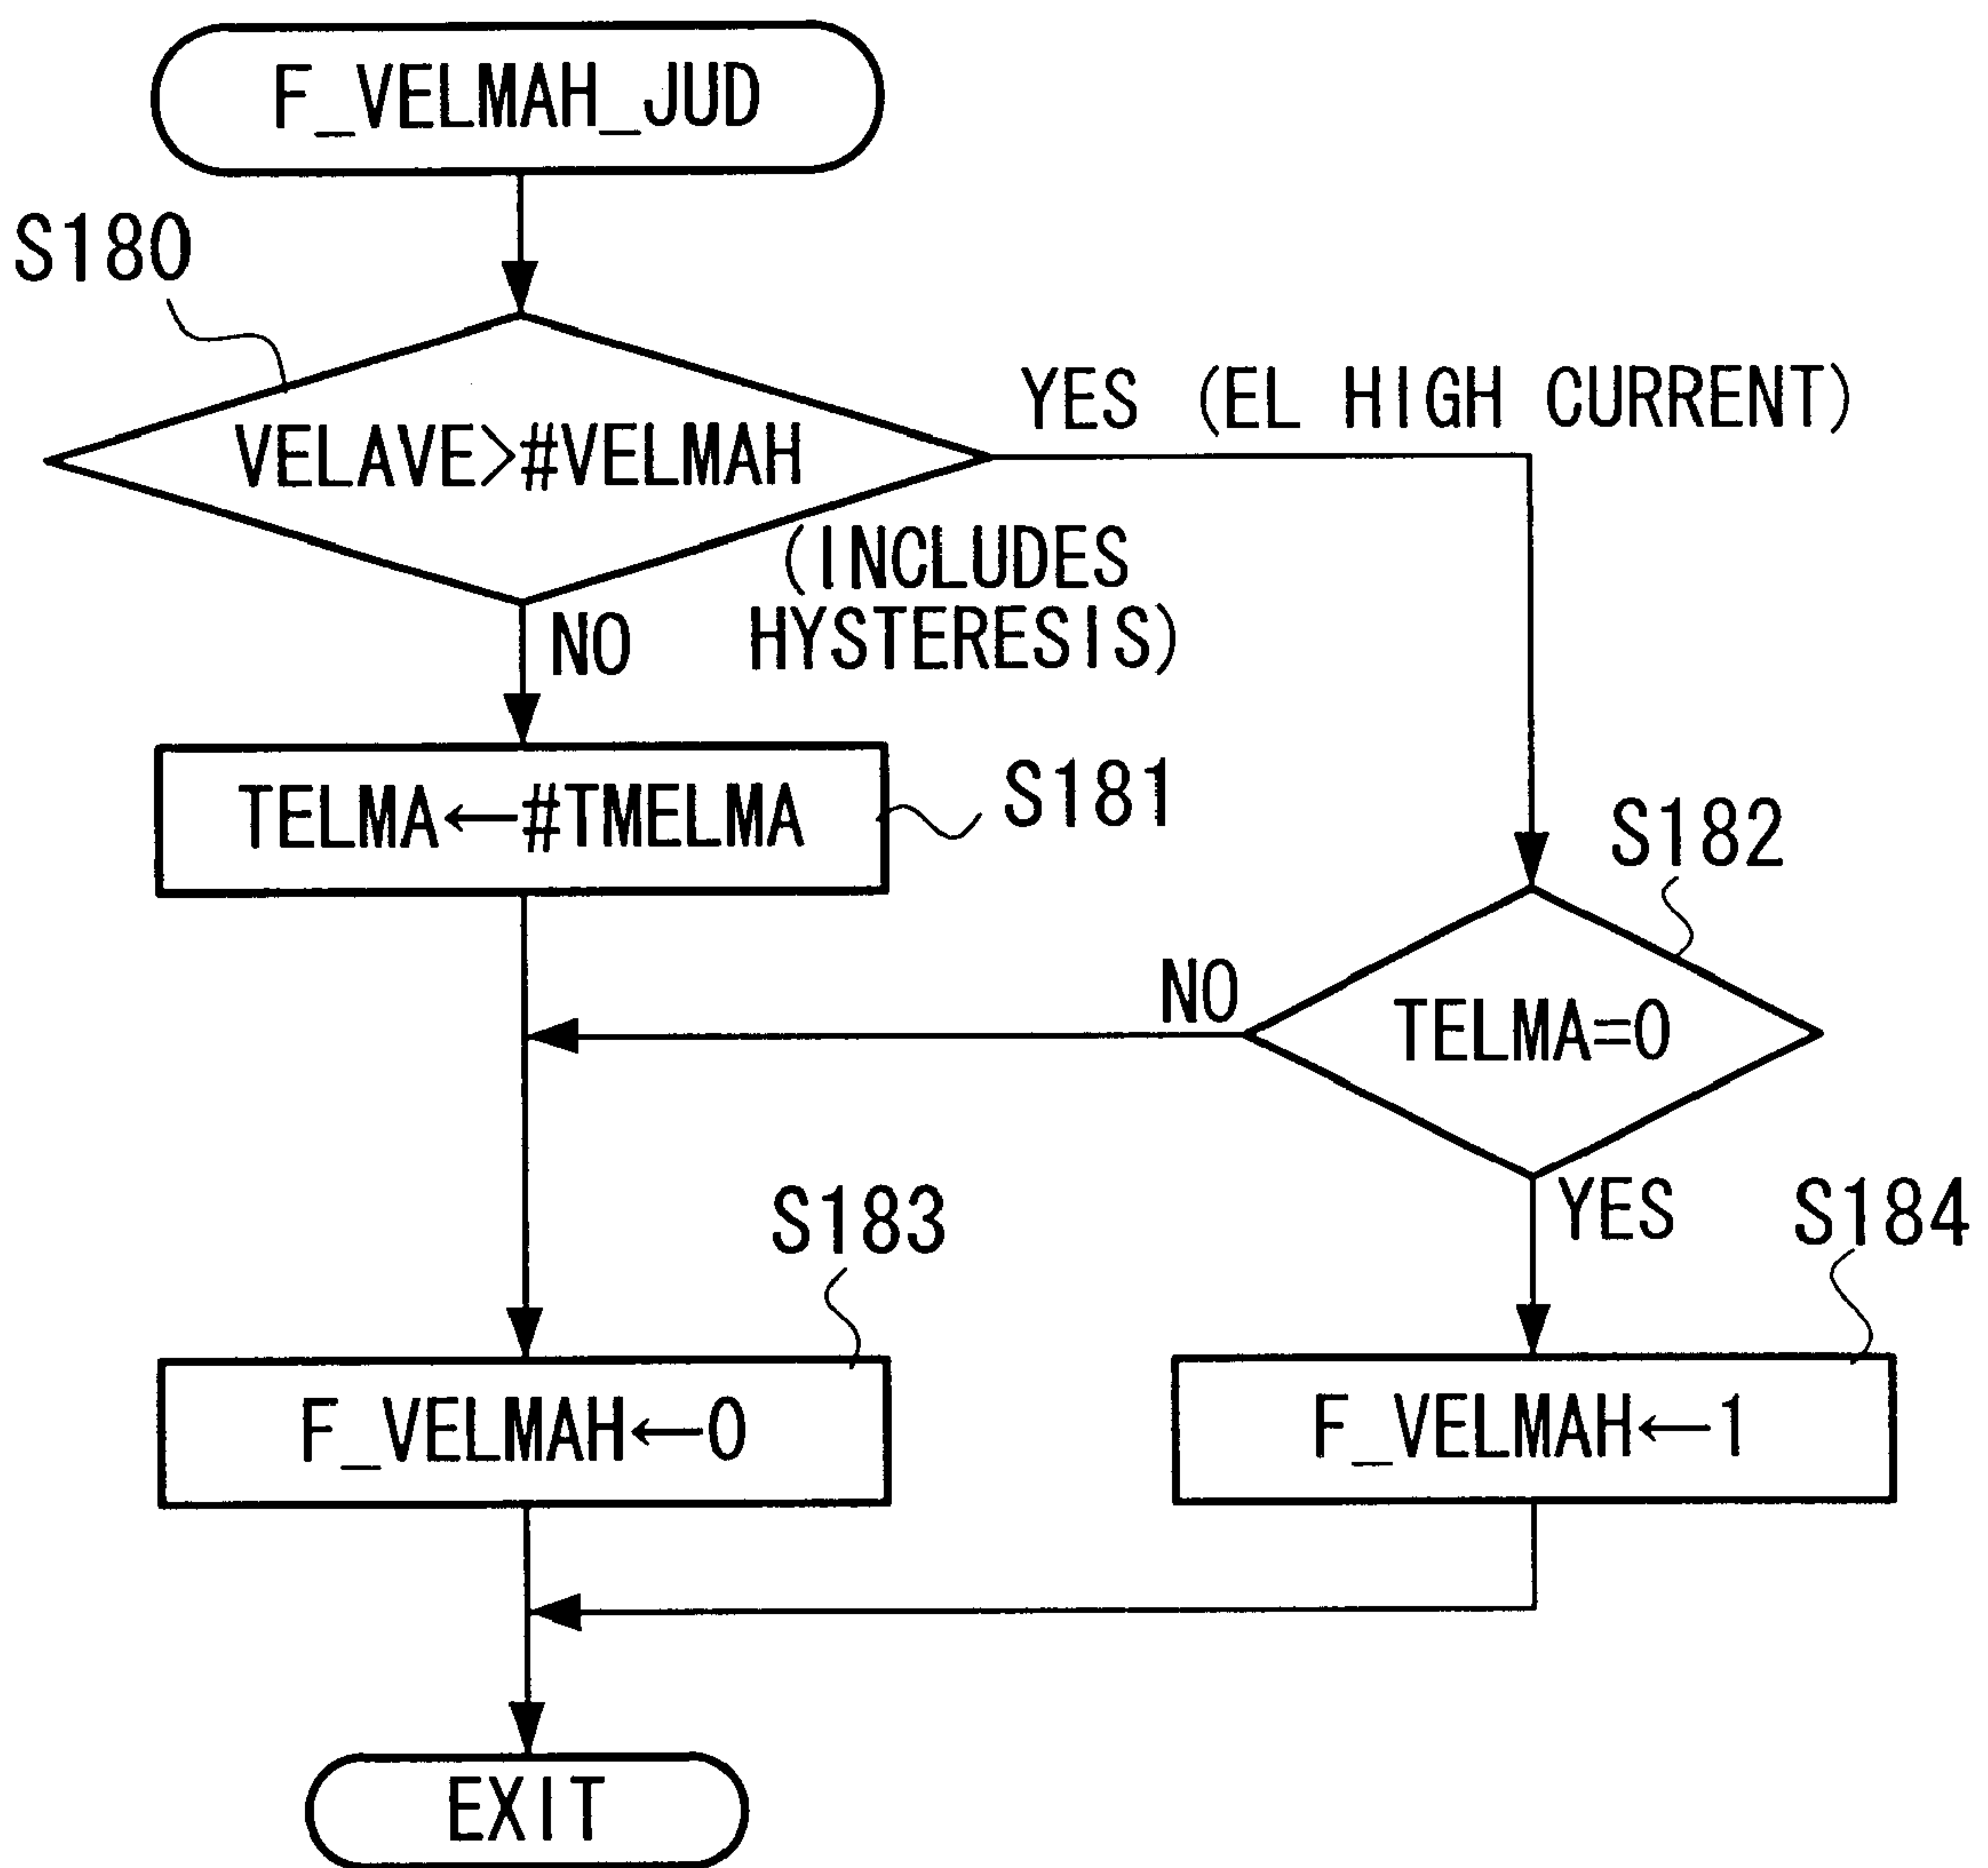 F_VELMAH_JUD
S180
YES (EL HIGH CURRENT)
VELAVE>#VELMAH
(INCLUDES
HYSTERESIS)
NO
TELMA←#TMELMA
S181
S182
NO
TELMA=0
YES
S183
S184
F_VELMAH←0
F_VELMAH←1
EXIT